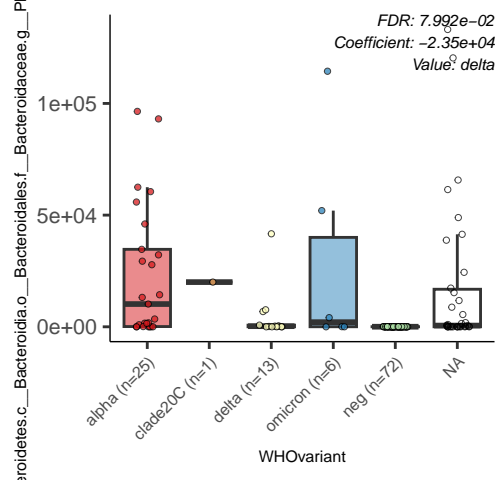 FDR: 7.992e−02
Coefficient: −2.35e+04
Value: delta
eroidetes.c__Bacteroidia.o__Bacteroidales.f__Bacteroidaceae.g__
1e+05
5e+04
0e+00
alpha (n=25)
clade20C (n=1)
delta (n=13)
omicron (n=6)
neg (n=72)
NA
WHOvariant